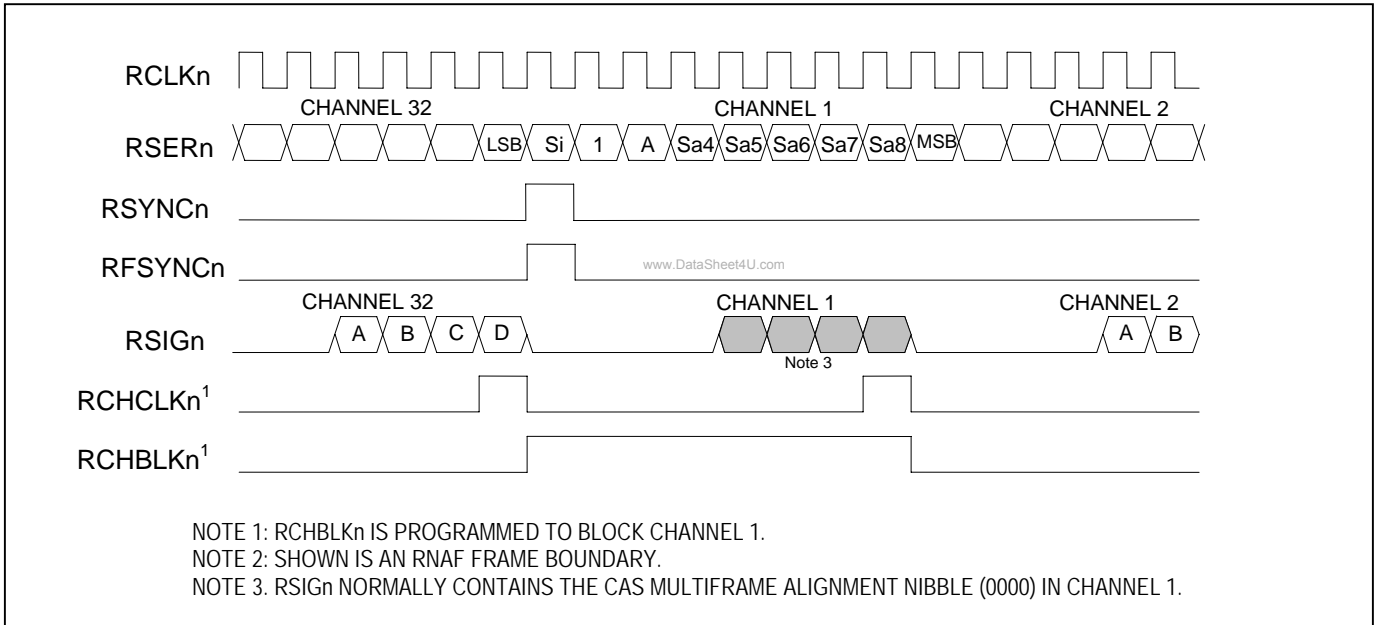 RCLKn
CHANNEL 32 CHANNEL 1 CHANNEL 2
RSERn LSB Si 1 A Sa4 Sa5 Sa6 Sa7 Sa8 MSB
RSYNCn
RFSYNCn www.DataSheet4U.com
CHANNEL 32 CHANNEL 1 CHANNEL 2
RSIGn A B C D A B
Note 3
RCHCLKn¹
RCHBLKn¹
NOTE 1: RCHBLKn IS PROGRAMMED TO BLOCK CHANNEL 1.
NOTE 2: SHOWN IS AN RNAF FRAME BOUNDARY.
NOTE 3. RSIGn NORMALLY CONTAINS THE CAS MULTIFRAME ALIGNMENT NIBBLE (0000) IN CHANNEL 1.